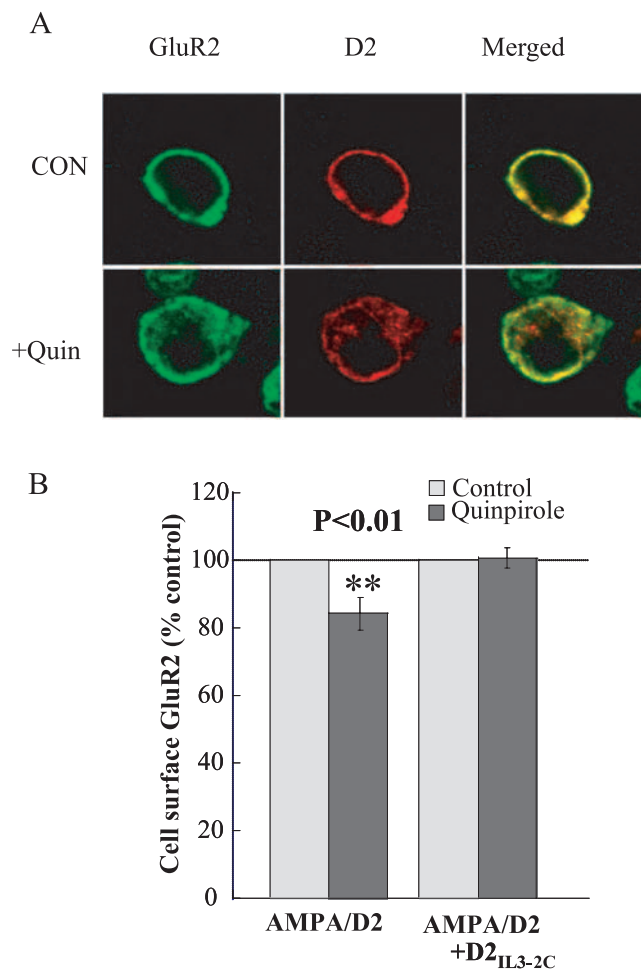 A
GluR2 D2 Merged
CON
+Quin
B
Control
Quinpirole
P<0.01
**
Cell surface GluR2 (% control)
120
100
80
60
40
20
0
AMPA/D2
AMPA/D2
+D2IL3-2C